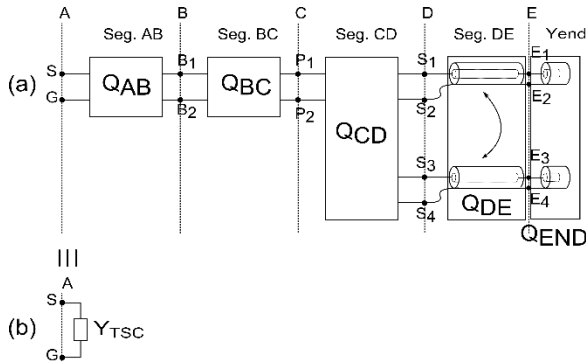 A B C D E
Seg. AB Seg. BC Seg. CD Seg. DE Yend
S B1 P1 S1 E1
(a) QAB QBC
G B2 P2 S2 E2
QCD
S3 E3
S4 QDE E4
QEND
A
S
(b) YTSC
G